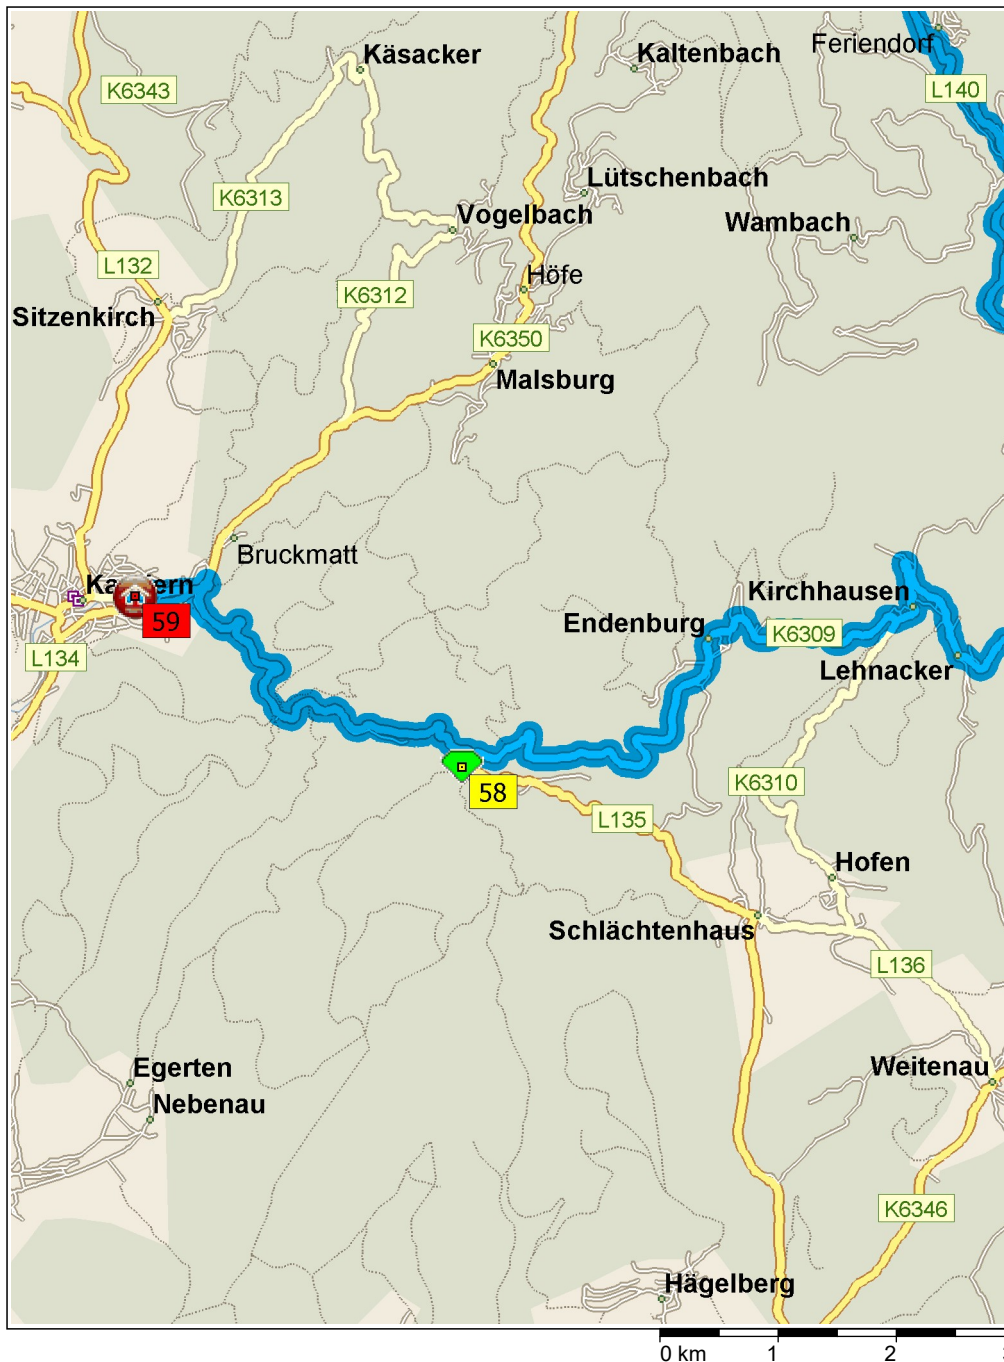 Feriendorf
Käsacker
Kaltenbach
K6343
L140
Lütschenbach
K6313
Vogelbach
Wambach
L132
Höfe
K6312
Sitzenkirch
K6350
Malsburg
Bruckmatt
Kirchhausen
59
Endenburg
K6309
L134
Lehnacker
K6310
58
L135
Hofen
Schlächtenhaus
L136
Egerten
Weitenau
Nebenau
K6346
Hägelberg
0 km 1 2